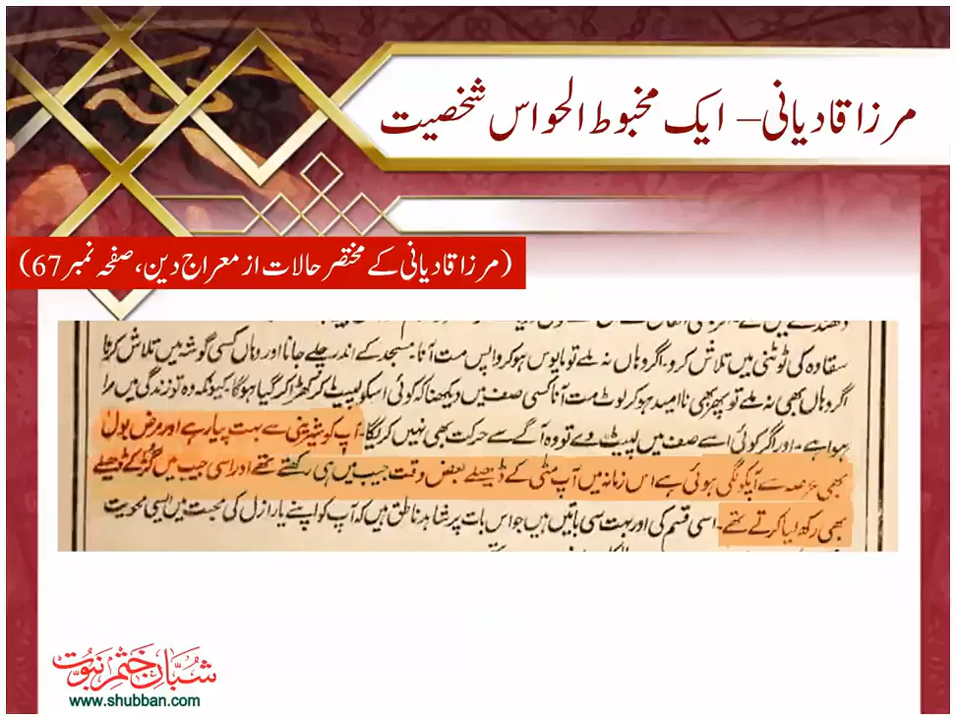 مرزا قادیانی – ایک مخبوط الحواس شخصیت
(مرزا قادیانی کے مختصر حالات از معراج دین، صفحہ نمبر 67)
سقاوہ کی ٹوٹنی میں تلاش کرو۔ اگر وہاں نہ ملے تو مایوس ہو کر واپس مت آنا۔ مسجد کے اندر چلے جانا اور وہاں کسی گوشہ میں تلاش کرنا
اگر وہاں بھی نہ ملے تو پھر بھی ناامید ہو کر لوٹ مت آنا کسی صف میں دیکھنا کہ کوئی اسکو لپیٹ کر کھڑا کر گیا ہوگا۔ کیونکہ وہ تو زندگی میں مرا
ہوا ہے۔ اور اگر کوئی اسے صف میں لپیٹ دے تو وہ آگے سے حرکت بھی نہیں کریگا۔ آپ کو شیرینی سے بہت پیار ہے اور مرض بول
بھی عرصہ سے آپکو لگی ہوئی ہے اس زمانہ میں آپ مٹی کے ڈھیلے بعض وقت جیب میں ہی رکھتے تھے اور اسی جیب میں گڑ کے ڈھیلے
بھی رکھ لیا کرتے تھے۔ اسی قسم کی اور بہت سی باتیں ہیں جو اس بات پر شاہد ناطق ہیں کہ آپ کو اپنے یار ازل کی محبت میں ایسی محویت
شُبّانِ ختمِ نبوّت
www.shubban.com